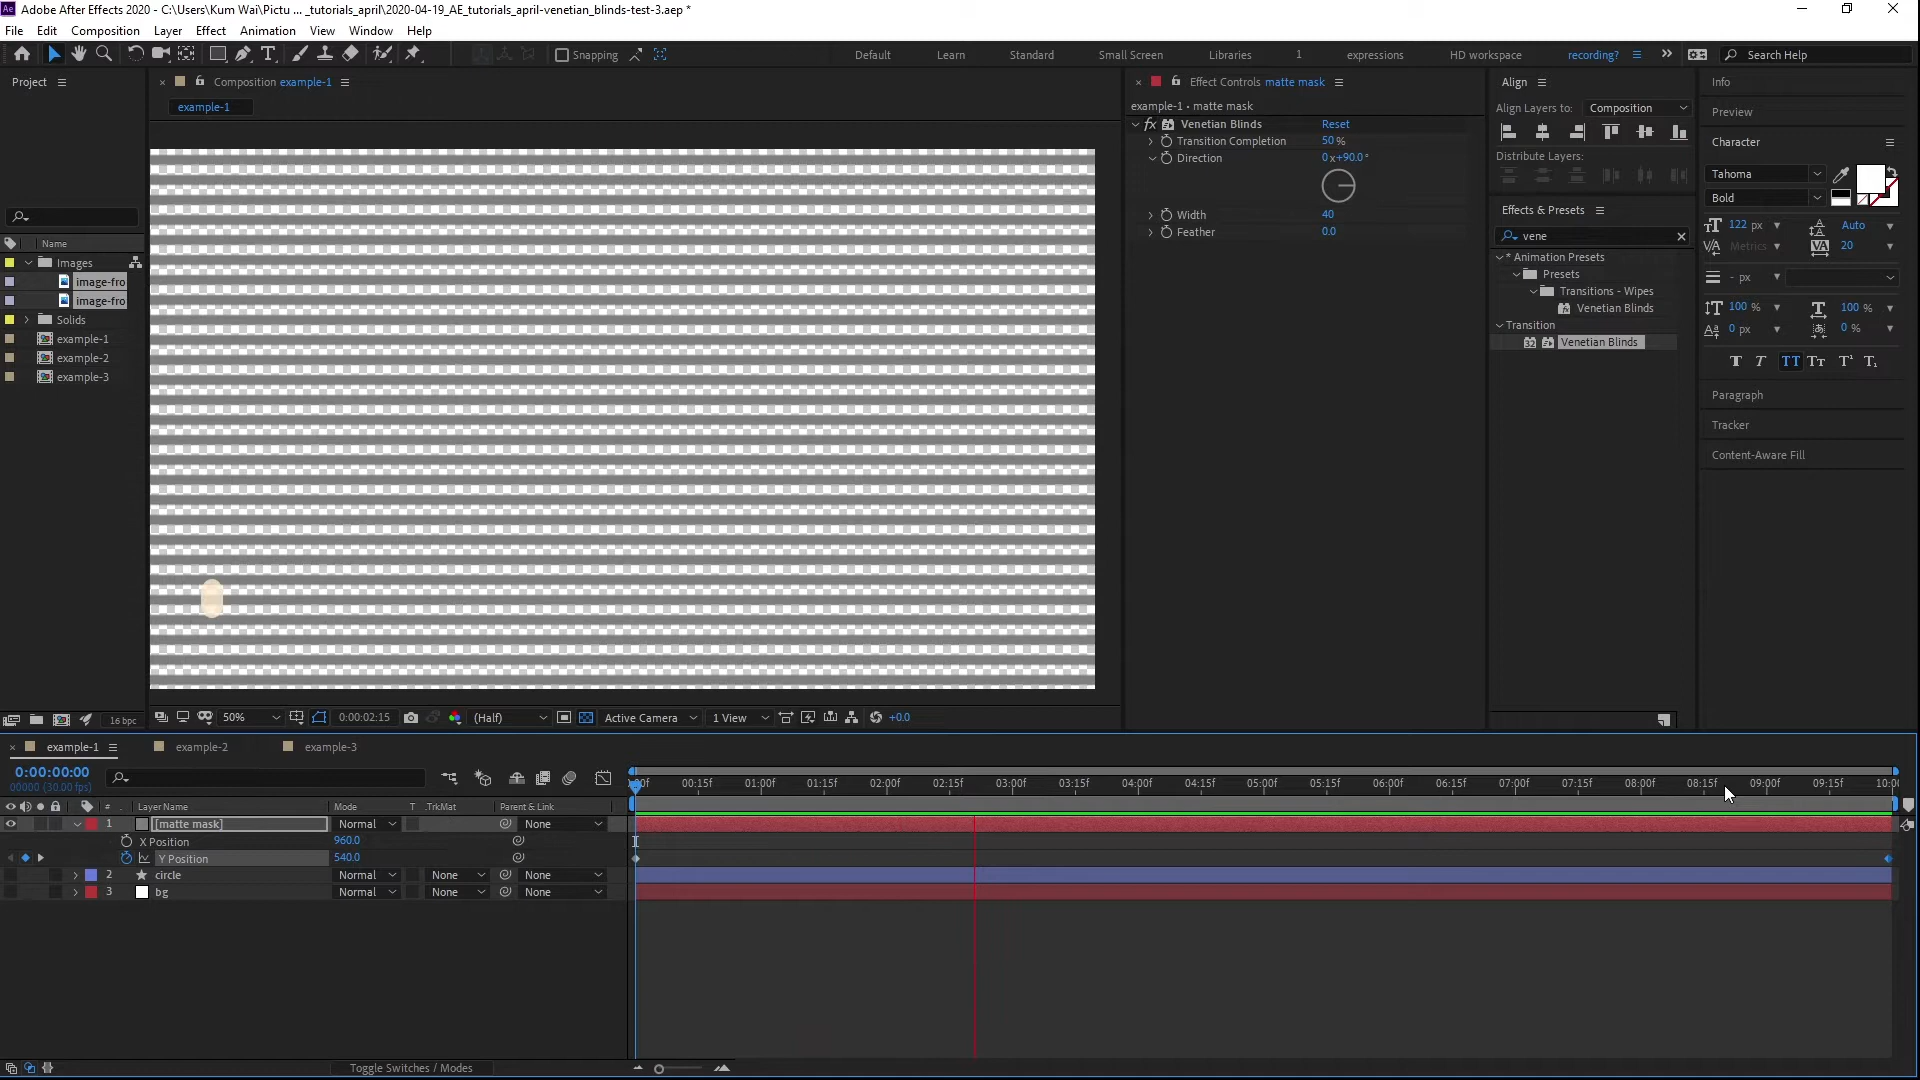 Adobe After Effects 2020 - C:\Users\Kum Wai\Pictu ... _tutorials_april\2020-04-19_AE_tutorials_april-venetian_blinds-test-3.aep *
File Edit Composition Layer Effect Animation View Window Help
Snapping Default Learn Standard Small Screen Libraries 1 expressions HD workspace recording? Search Help
Project
Composition example-1
example-1
Name
Images
image-fro
image-fro
Solids
example-1
example-2
example-3
16 bpc
50% 0:00:02:15 (Half) Active Camera 1 View +0.0
Effect Controls matte mask
example-1 • matte mask
fx Venetian Blinds Reset
Transition Completion 50 %
Direction 0 x+90.0 °
Width 40
Feather 0.0
Align
Align Layers to: Composition
Distribute Layers:
Effects & Presets
vene
* Animation Presets
Presets
Transitions - Wipes
Venetian Blinds
Transition
32 Venetian Blinds
Info
Preview
Character
Tahoma
Bold
122 px Auto
Metrics 20
- px
100 % 100 %
0 px 0 %
Paragraph
Tracker
Content-Aware Fill
example-1 example-2 example-3
0:00:00:00
00000 (30.00 fps)
:00f 00:15f 01:00f 01:15f 02:00f 02:15f 03:00f 03:15f 04:00f 04:15f 05:00f 05:15f 06:00f 06:15f 07:00f 07:15f 08:00f 08:15f 09:00f 09:15f 10:00
# Layer Name Mode T .TrkMat Parent & Link
1 [matte mask] Normal None
X Position 960.0
Y Position 540.0
2 circle Normal None None
3 bg Normal None None
Toggle Switches / Modes